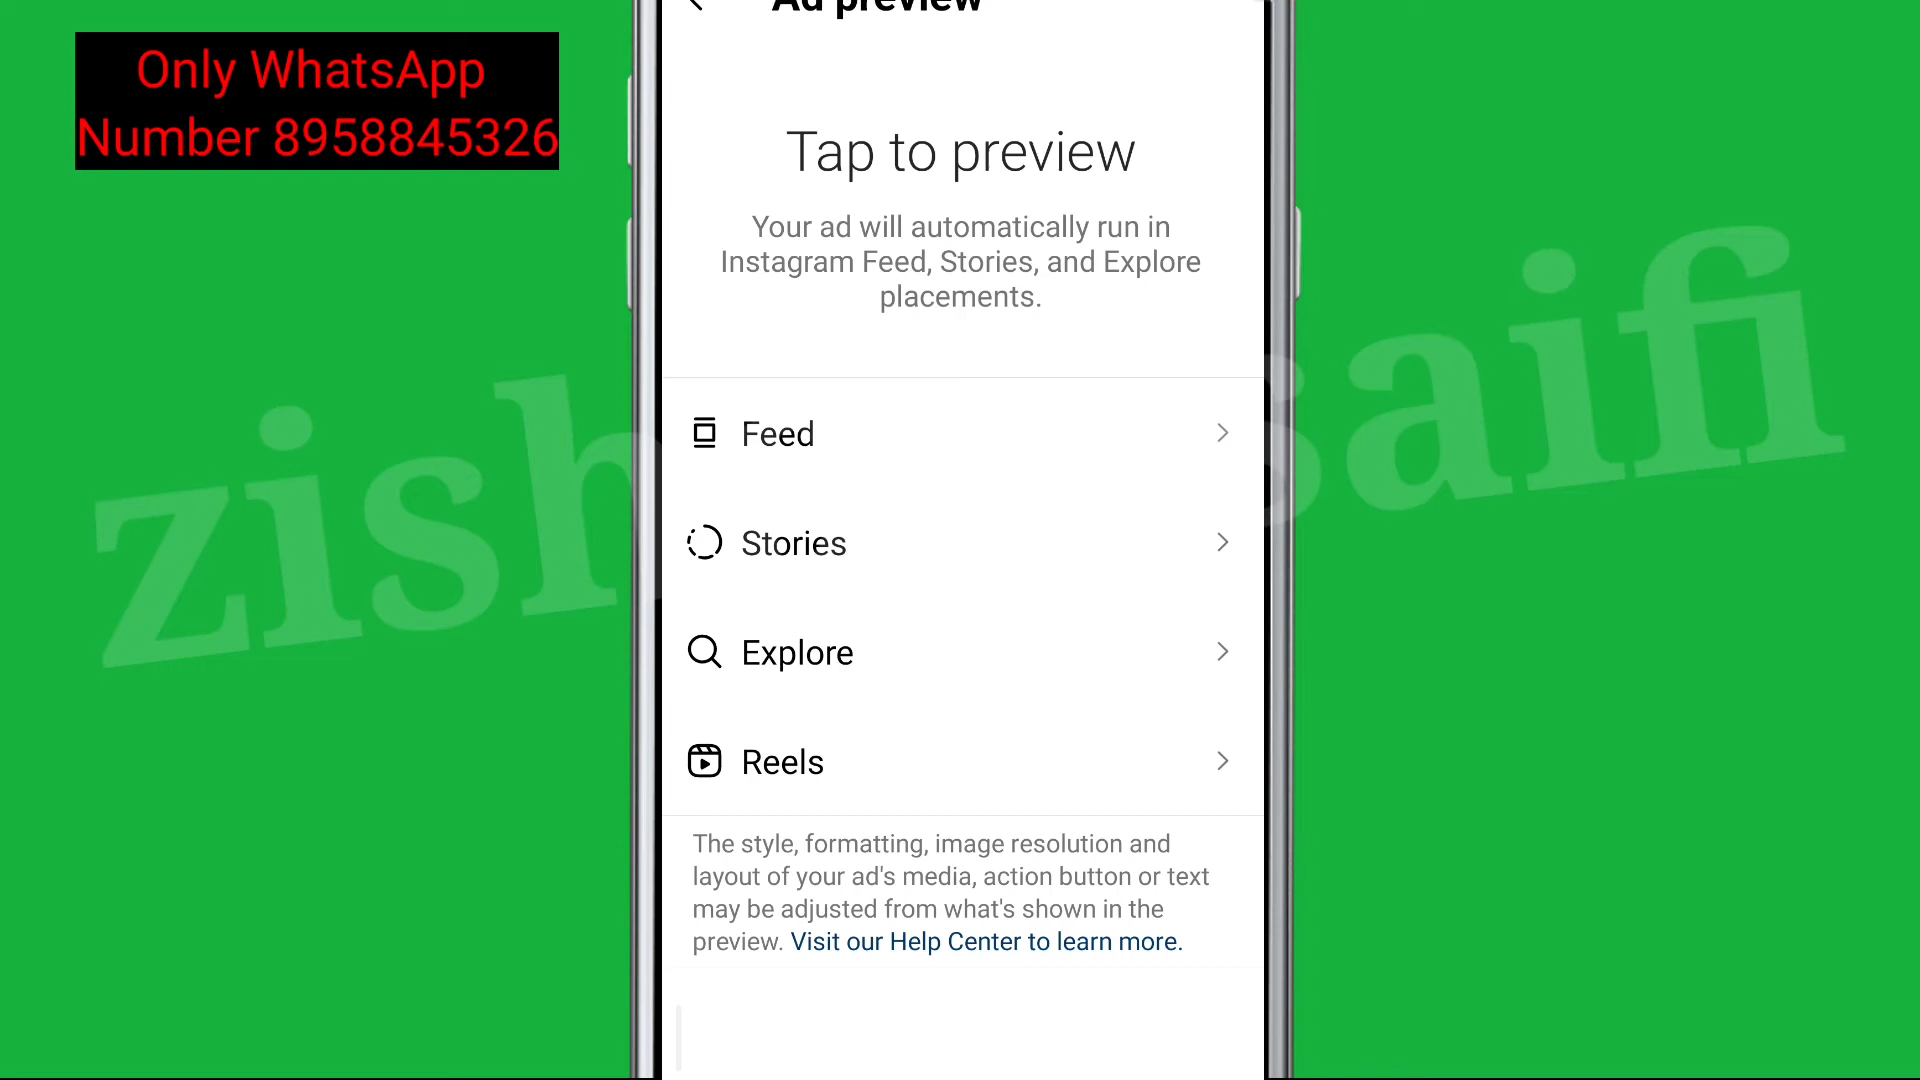 Only WhatsApp
Number 8958845326
Ad preview
Tap to preview
Your ad will automatically run in
Instagram Feed, Stories, and Explore
placements.
Feed
Stories
Explore
Reels
The style, formatting, image resolution and
layout of your ad's media, action button or text
may be adjusted from what's shown in the
preview. Visit our Help Center to learn more.
saifi